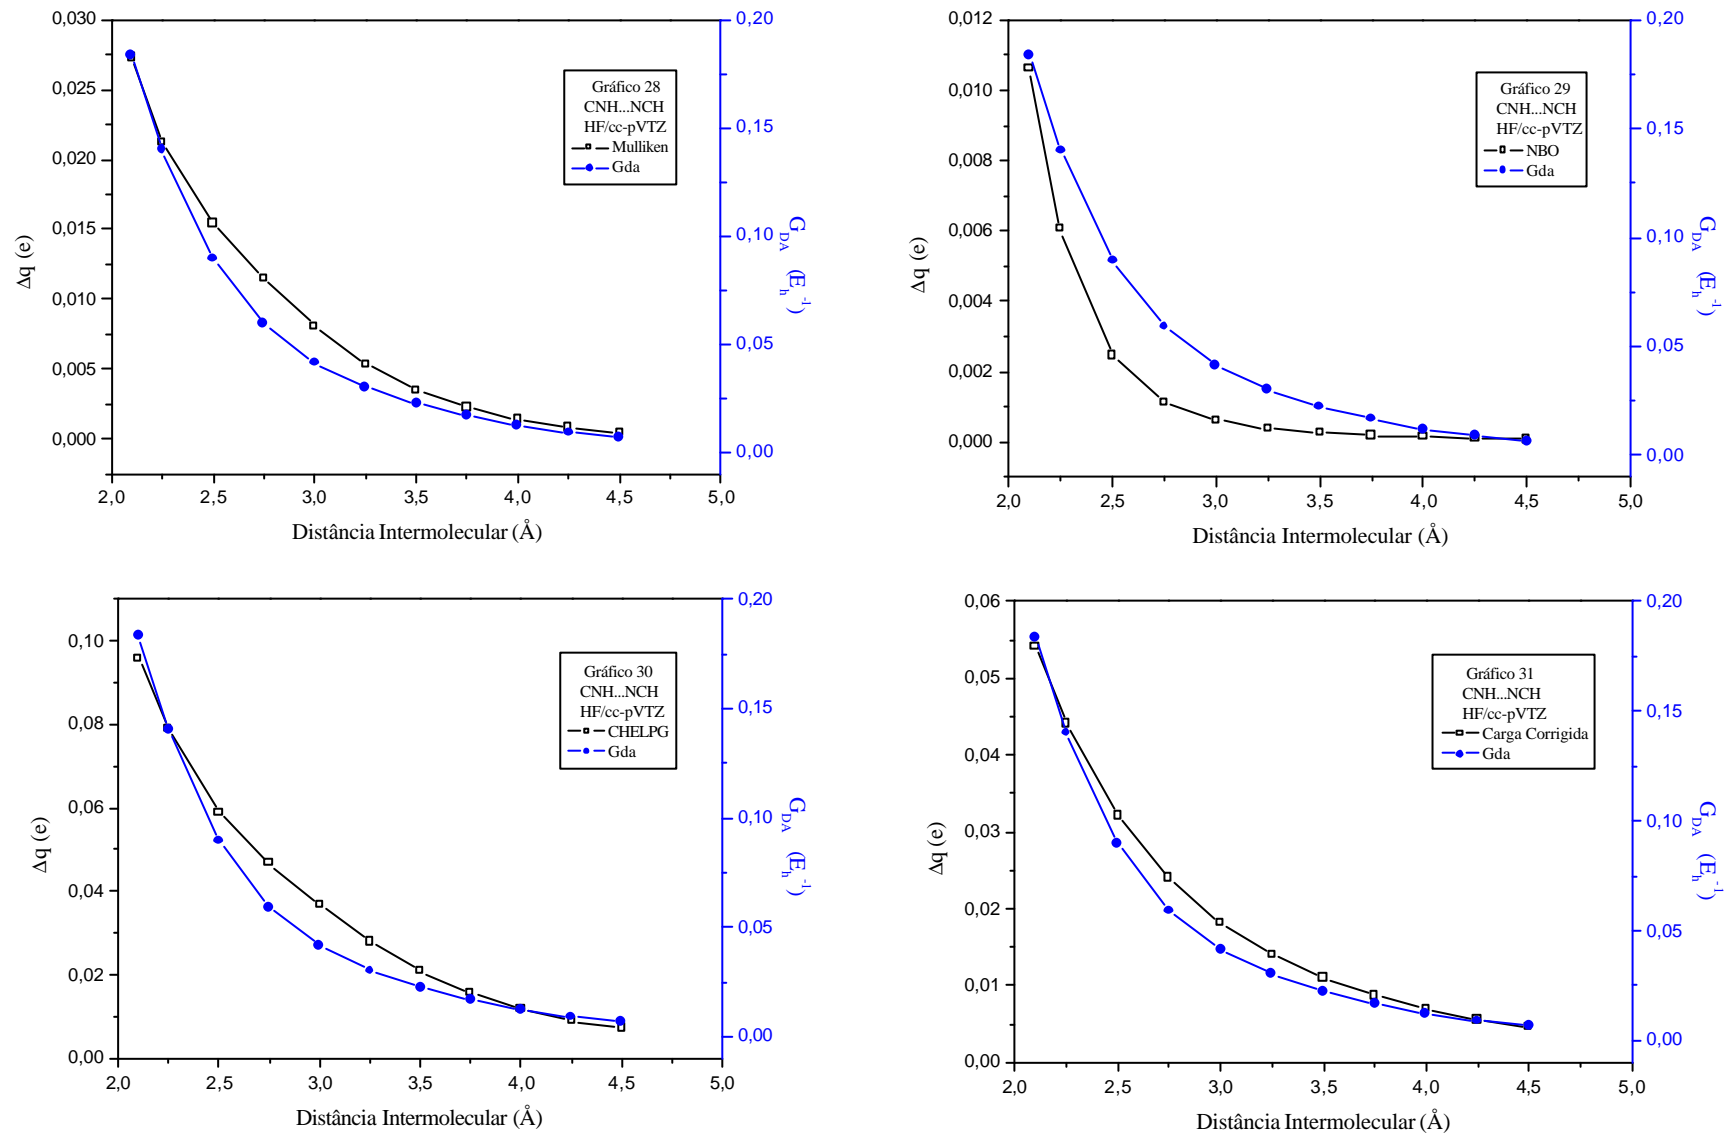 0,030
0,025
0,020
0,015
0,010
0,005
0,000
Δq (e)
2,0
2,5
3,0
3,5
4,0
4,5
5,0
Distância Intermolecular (Å)
0,20
0,15
0,10
0,05
0,00
G_DA (E_h^-1)
Gráfico 28
CNH...NCH
HF/cc-pVTZ
Mulliken
Gda
0,012
0,010
0,008
0,006
0,004
0,002
0,000
Δq (e)
2,0
2,5
3,0
3,5
4,0
4,5
5,0
Distância Intermolecular (Å)
0,20
0,15
0,10
0,05
0,00
G_DA (E_h^-1)
Gráfico 29
CNH...NCH
HF/cc-pVTZ
NBO
Gda
0,10
0,08
0,06
0,04
0,02
0,00
Δq (e)
2,0
2,5
3,0
3,5
4,0
4,5
5,0
Distância Intermolecular (Å)
0,20
0,15
0,10
0,05
0,00
G_DA (E_h^-1)
Gráfico 30
CNH...NCH
HF/cc-pVTZ
CHELPG
Gda
0,06
0,05
0,04
0,03
0,02
0,01
0,00
Δq (e)
2,0
2,5
3,0
3,5
4,0
4,5
5,0
Distância Intermolecular (Å)
0,20
0,15
0,10
0,05
0,00
G_DA (E_h^-1)
Gráfico 31
CNH...NCH
HF/cc-pVTZ
Carga Corrigida
Gda